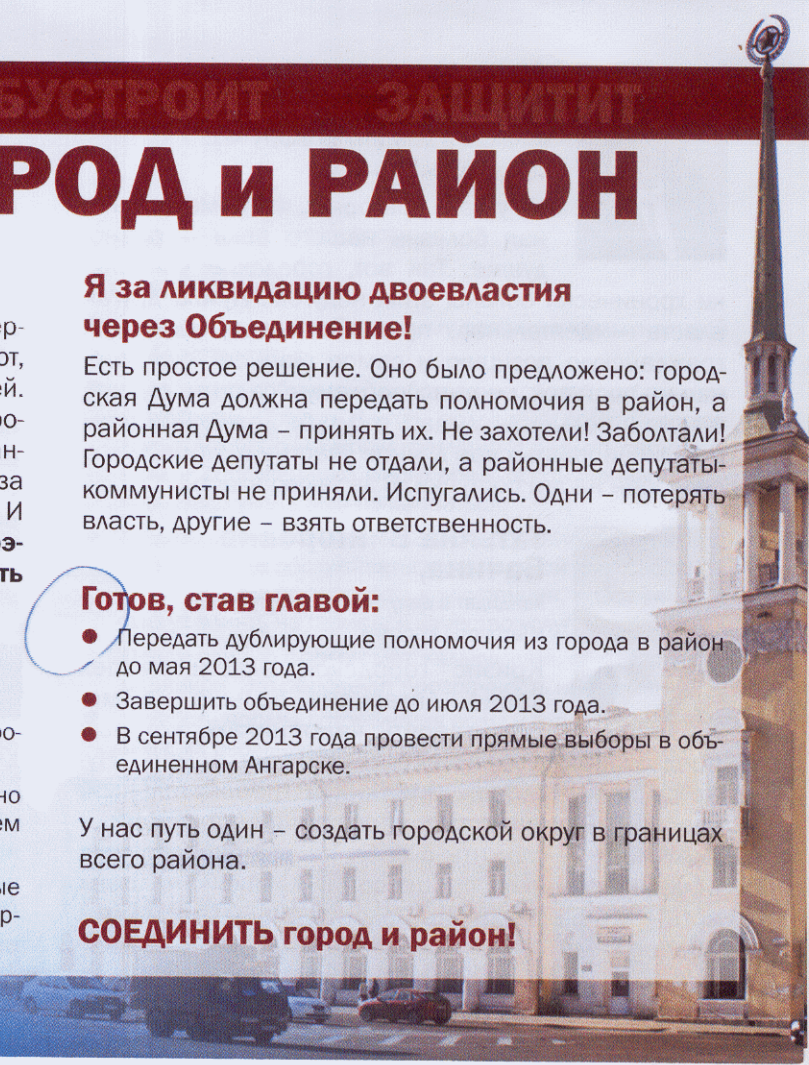 БУСТРОИТ ЗАЩИТИТ
РОД и РАЙОН
Я за ликвидацию двоевластия
через Объединение!
Есть простое решение. Оно было предложено: город-
ская Дума должна передать полномочия в район, а
районная Дума – принять их. Не захотели! Заболтали!
Городские депутаты не отдали, а районные депутаты-
коммунисты не приняли. Испугались. Одни – потерять
власть, другие – взять ответственность.
Готов, став главой:
● Передать дублирующие полномочия из города в район
до мая 2013 года.
● Завершить объединение до июля 2013 года.
● В сентябре 2013 года провести прямые выборы в объ-
единенном Ангарске.
У нас путь один – создать городской округ в границах
всего района.
СОЕДИНИТЬ город и район!